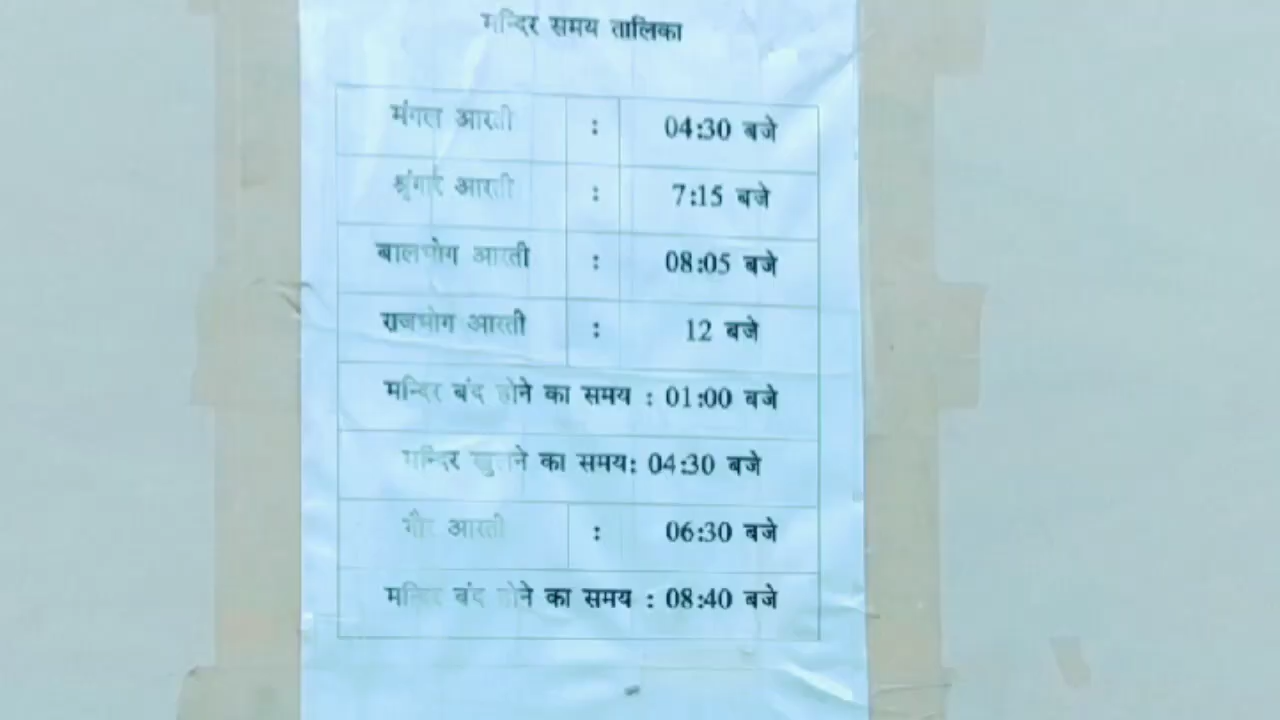 मन्दिर समय तालिका
मंगल आरती : 04:30 बजे
श्रृंगार आरती : 7:15 बजे
बालभोग आरती : 08:05 बजे
राजभोग आरती : 12 बजे
मन्दिर बंद होने का समय : 01:00 बजे
मन्दिर खुलने का समय: 04:30 बजे
गौर आरती : 06:30 बजे
मन्दिर बंद होने का समय : 08:40 बजे